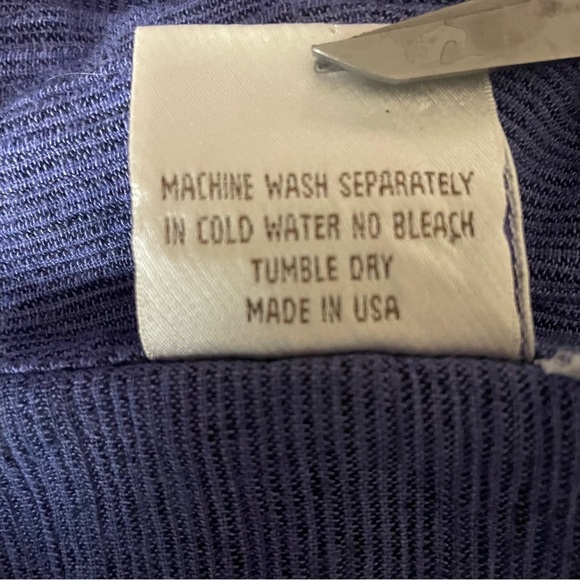 MACHINE WASH SEPARATELY
IN COLD WATER NO BLEACH
TUMBLE DRY
MADE IN USA